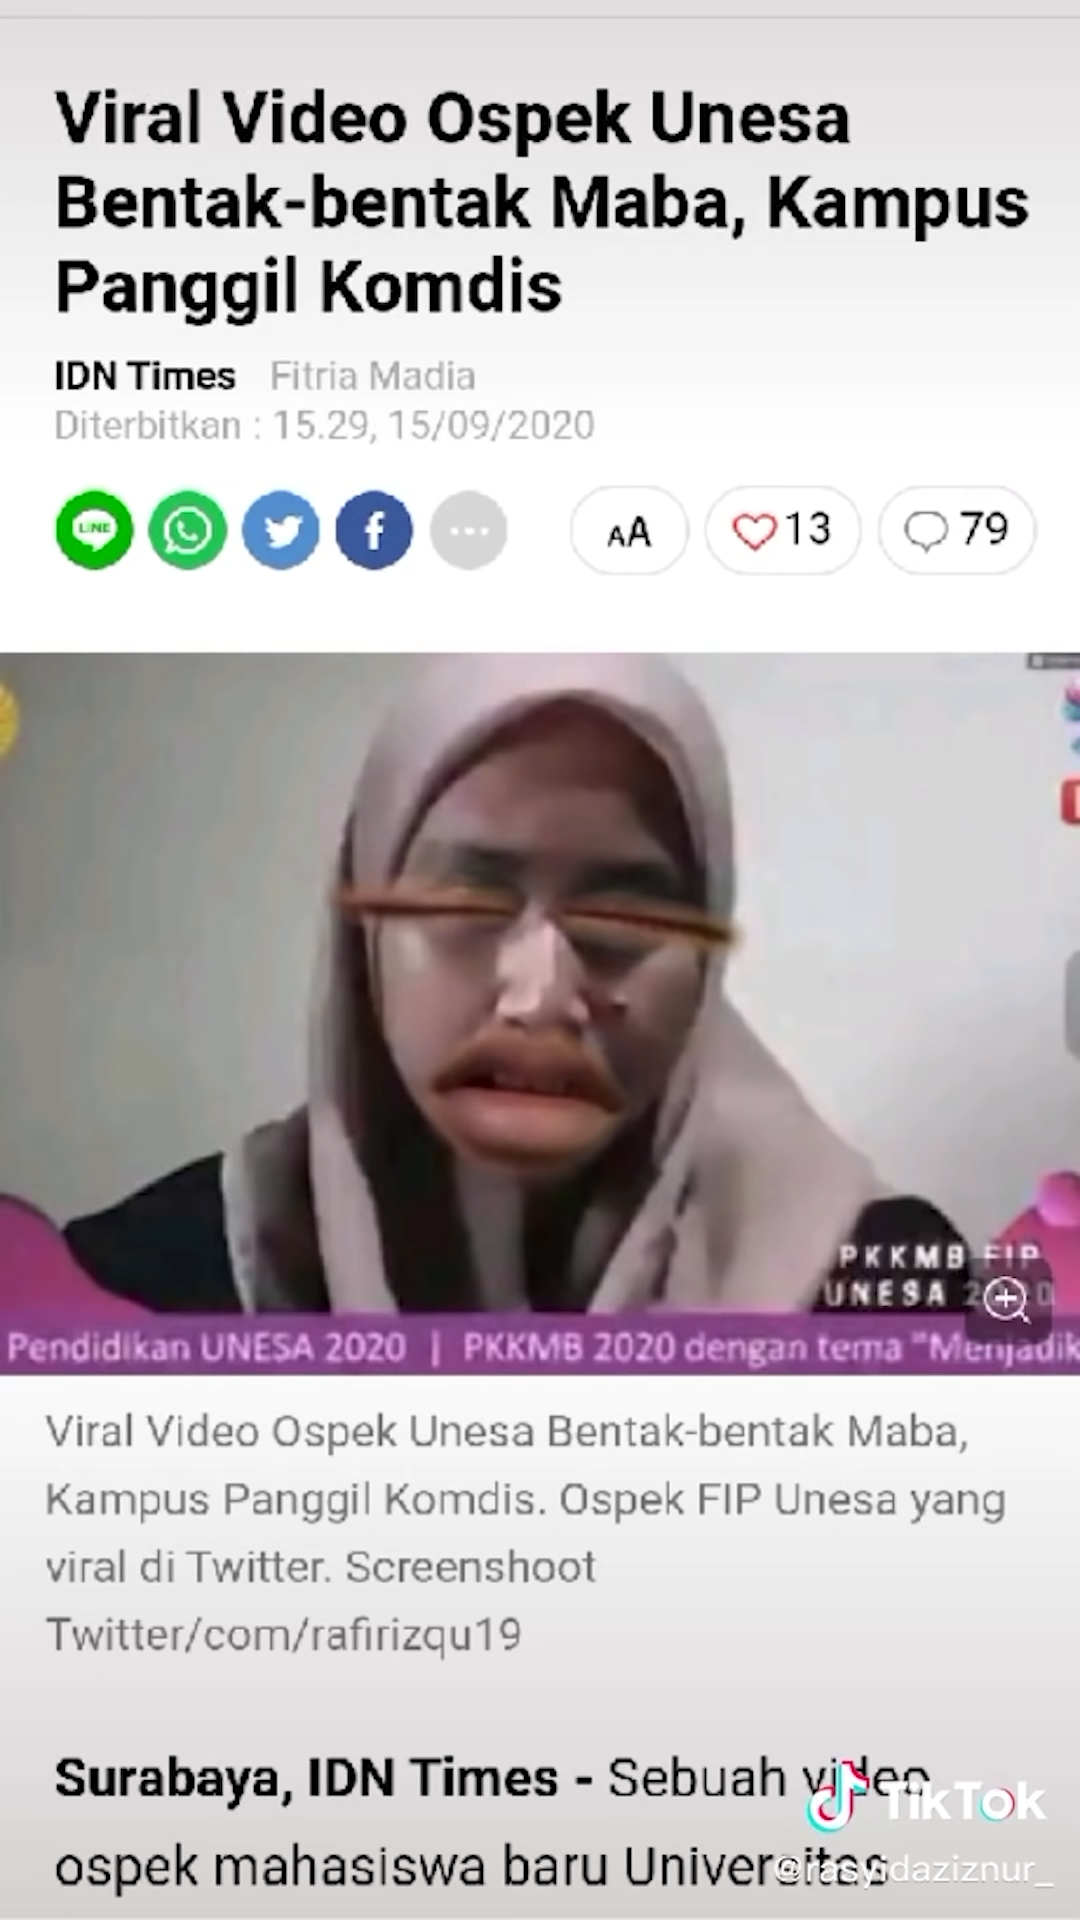 Viral Video Ospek Unesa
Bentak-bentak Maba, Kampus
Panggil Komdis
IDN Times Fitria Madia
Diterbitkan : 15.29, 15/09/2020
LINE
AA 13 79
PKKMB FIP
UNESA 2020
Pendidikan UNESA 2020 | PKKMB 2020 dengan tema "Menjadik
Viral Video Ospek Unesa Bentak-bentak Maba,
Kampus Panggil Komdis. Ospek FIP Unesa yang
viral di Twitter. Screenshoot
Twitter/com/rafirizqu19
Surabaya, IDN Times - Sebuah video
ospek mahasiswa baru Universitas
TikTok
@rasyidaziznur_